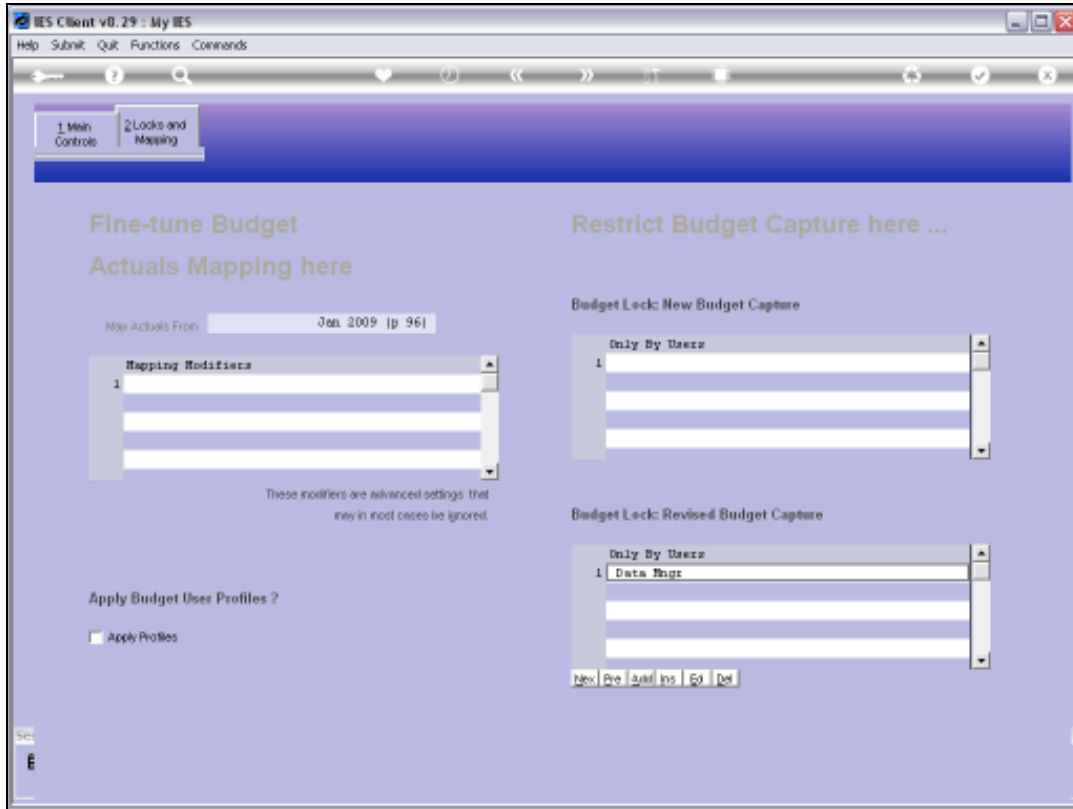 IES Client v8.29 : My IES
Help Submit Quit Functions Commands
1 Main Controls
2 Locks and Mapping
Fine-tune Budget
Actuals Mapping here
Map Actuals From Jan 2009 (p 96)
Mapping Modifiers
1
These modifiers are advanced settings that
may in most cases be ignored.
Apply Budget User Profiles ?
Apply Profiles
Restrict Budget Capture here ...
Budget Lock: New Budget Capture
Only By Users
1
Budget Lock: Revised Budget Capture
Only By Users
1 Data Mngr
Nex Pre Add Ins Ed Del